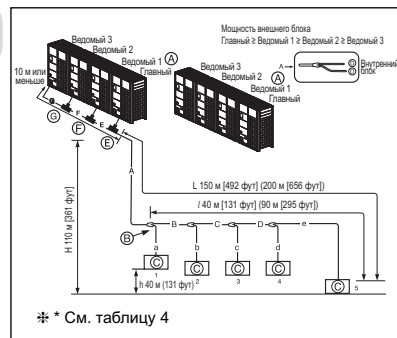 Ведомый 3
Ведомый 2
Ведомый 1
Главный
A
10 м или
меньше
G
F
E
G
F
E
Ведомый 3
Ведомый 2
Ведомый 1
Главный
Мощность внешнего блока
Главный ≥ Ведомый 1 ≥ Ведомый 2 ≥ Ведомый 3
A
A
Внутренний
блок
A
L 150 м [492 фут] (200 м [656 фут])
l 40 м [131 фут] (90 м [295 фут])
H 110 м [361 фут]
B
B
C
D
e
a
b
c
d
C
1
C
2
C
3
C
4
C
5
h 40 м (131 фут)
❉ * См. таблицу 4